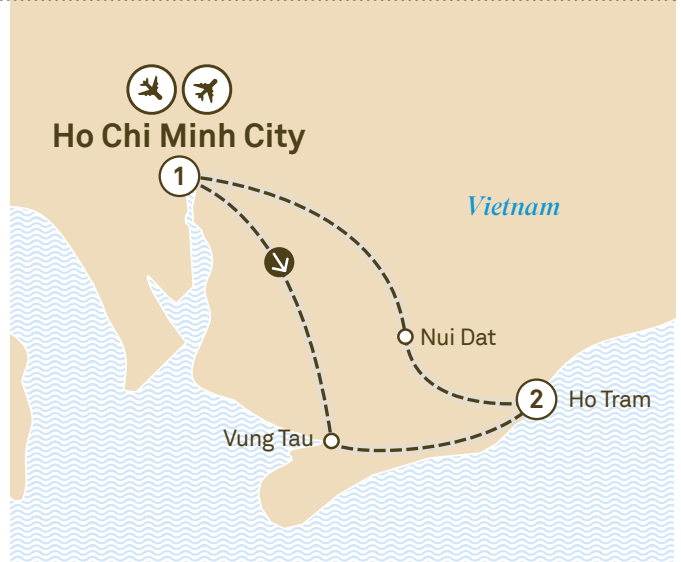 Ho Chi Minh City
1
Vietnam
Nui Dat
2
Ho Tram
Vung Tau